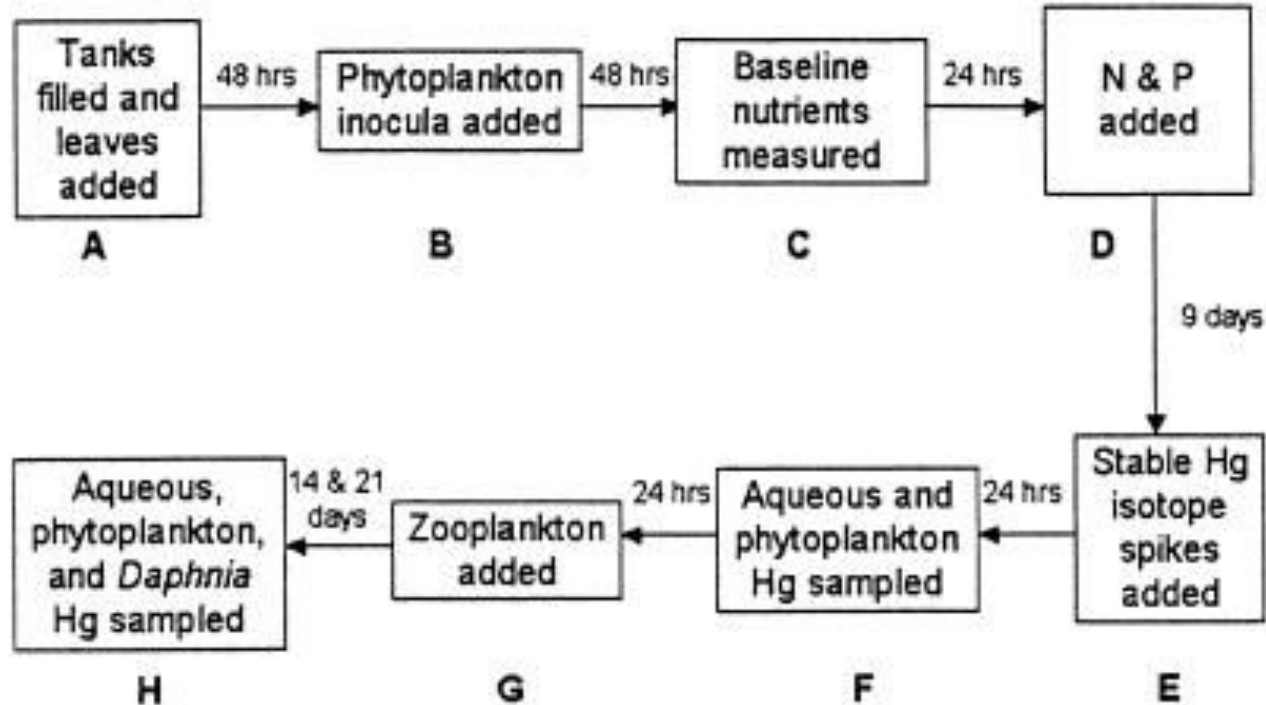 Tanks
filled and
leaves
added
48 hrs
Phytoplankton
inocula added
48 hrs
Baseline
nutrients
measured
24 hrs
N & P
added
A
B
C
D
9 days
Stable Hg
isotope
spikes
added
24 hrs
Aqueous and
phytoplankton
Hg sampled
24 hrs
Zooplankton
added
14 & 21
days
Aqueous,
phytoplankton,
and Daphnia
Hg sampled
H
G
F
E